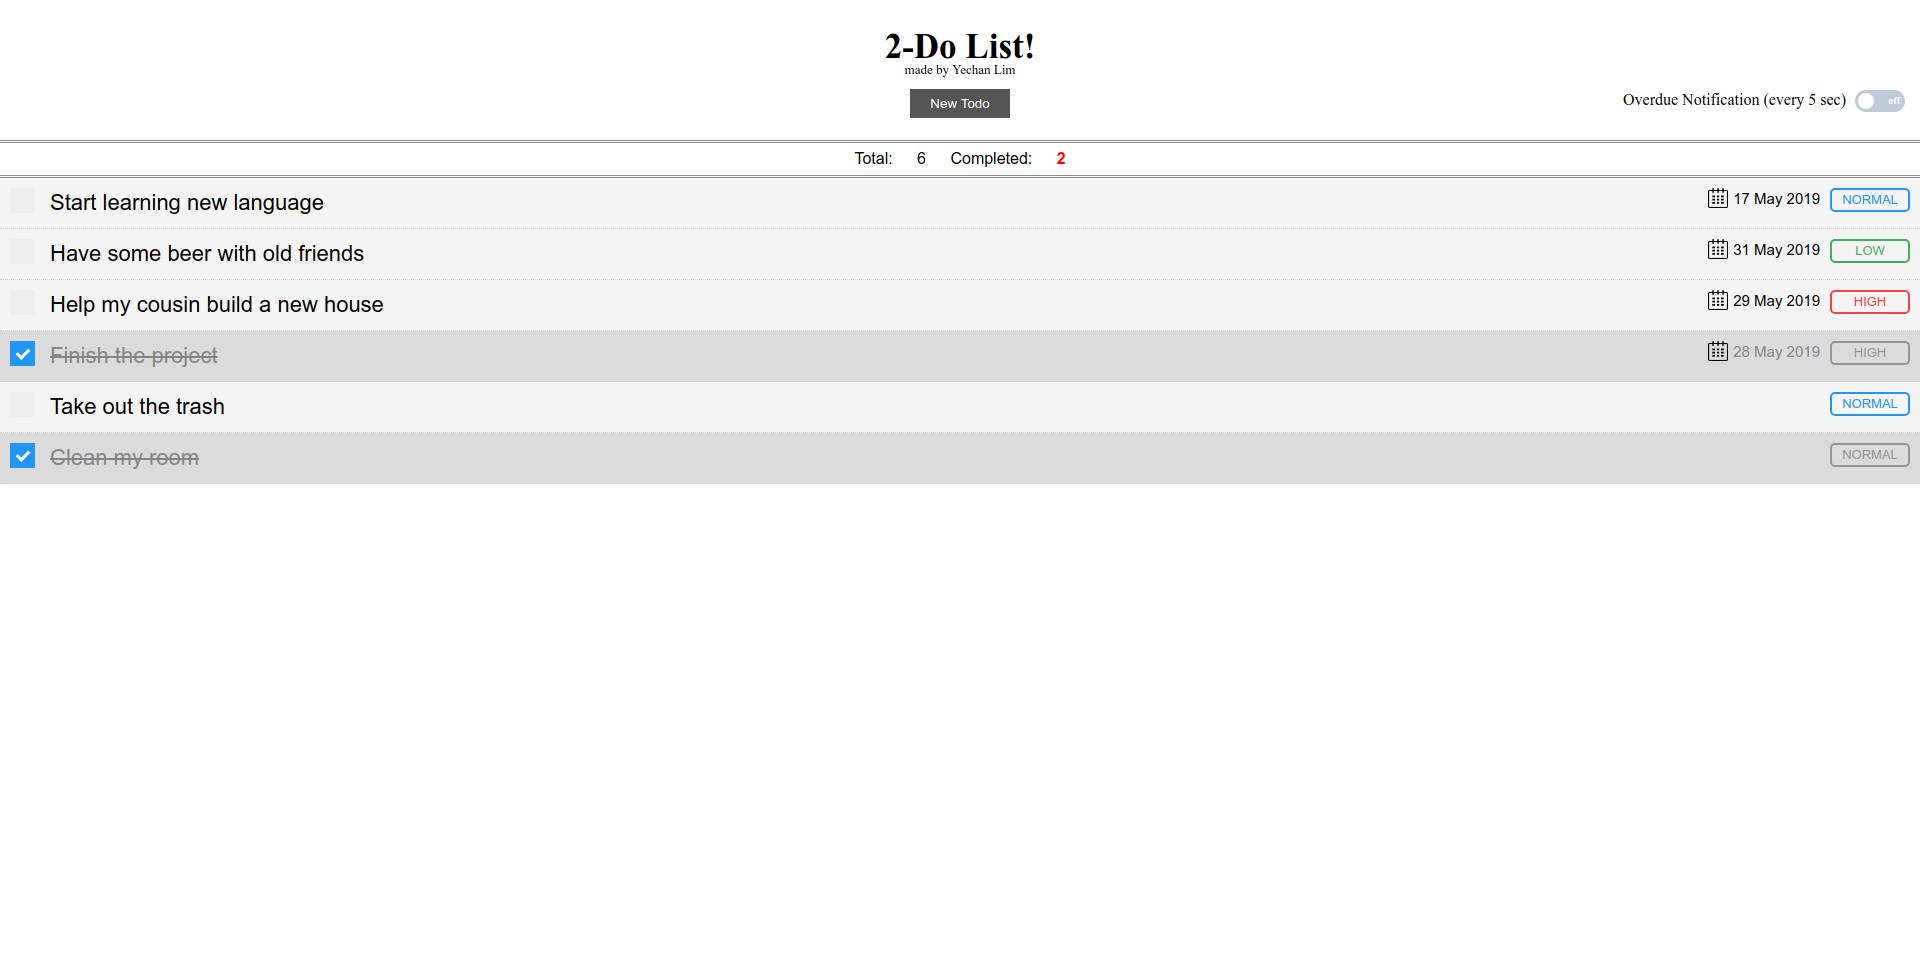 2-Do List!
made by Yechan Lim
New Todo
Overdue Notification (every 5 sec) off
Total: 6 Completed: 2
Start learning new language 17 May 2019 NORMAL
Have some beer with old friends 31 May 2019 LOW
Help my cousin build a new house 29 May 2019 HIGH
Finish the project 28 May 2019 HIGH
Take out the trash NORMAL
Clean my room NORMAL